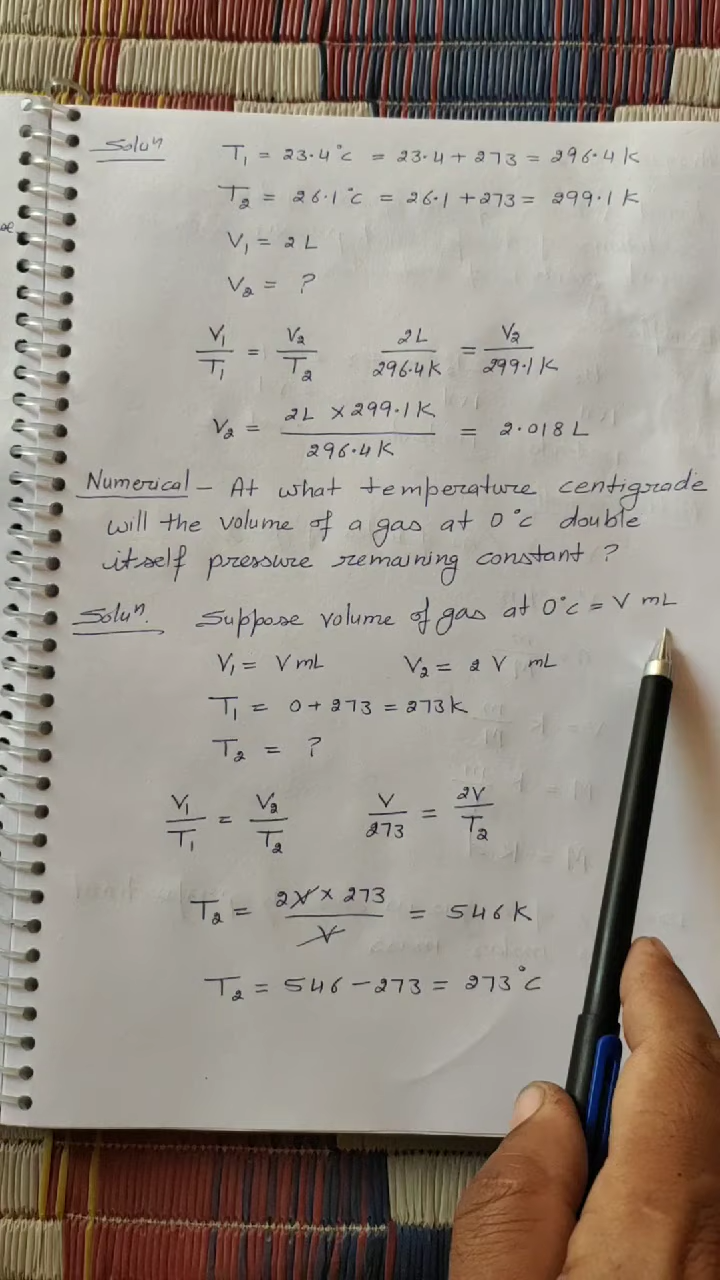 Solun T₁ = 23.4°c = 23.4 + 273 = 296.4 K
T₂ = 26.1°c = 26.1 + 273 = 299.1 K
V₁ = 2 L
V₂ = ?
V₁/T₁ = V₂/T₂ 2L/296.4K = V₂/299.1K
V₂ = 2L × 299.1K/296.4K = 2.018 L
Numerical – At what temperature centigrade
will the volume of a gas at 0°c double
itself pressure remaining constant ?
Solun. Suppose volume of gas at 0°c = V mL
V₁ = V mL V₂ = 2 V mL
T₁ = 0 + 273 = 273K
T₂ = ?
V₁/T₁ = V₂/T₂ V/273 = 2V/T₂
T₂ = 2V × 273/V = 546 K
T₂ = 546 – 273 = 273°C